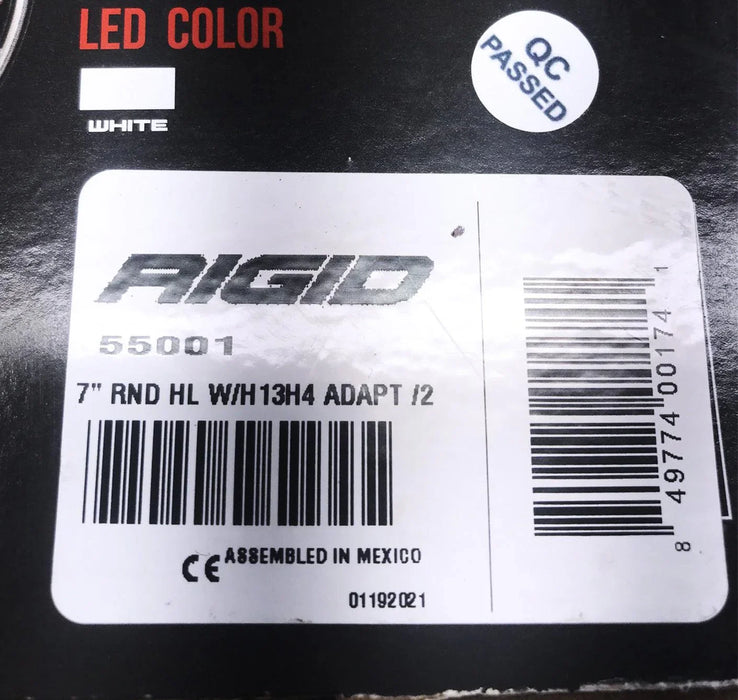 LED COLOR
WHITE
QC
PASSED
RIGID
55001
7" RND HL W/H13H4 ADAPT /2
CE ASSEMBLED IN MEXICO
01192021
8 49774 00174 1